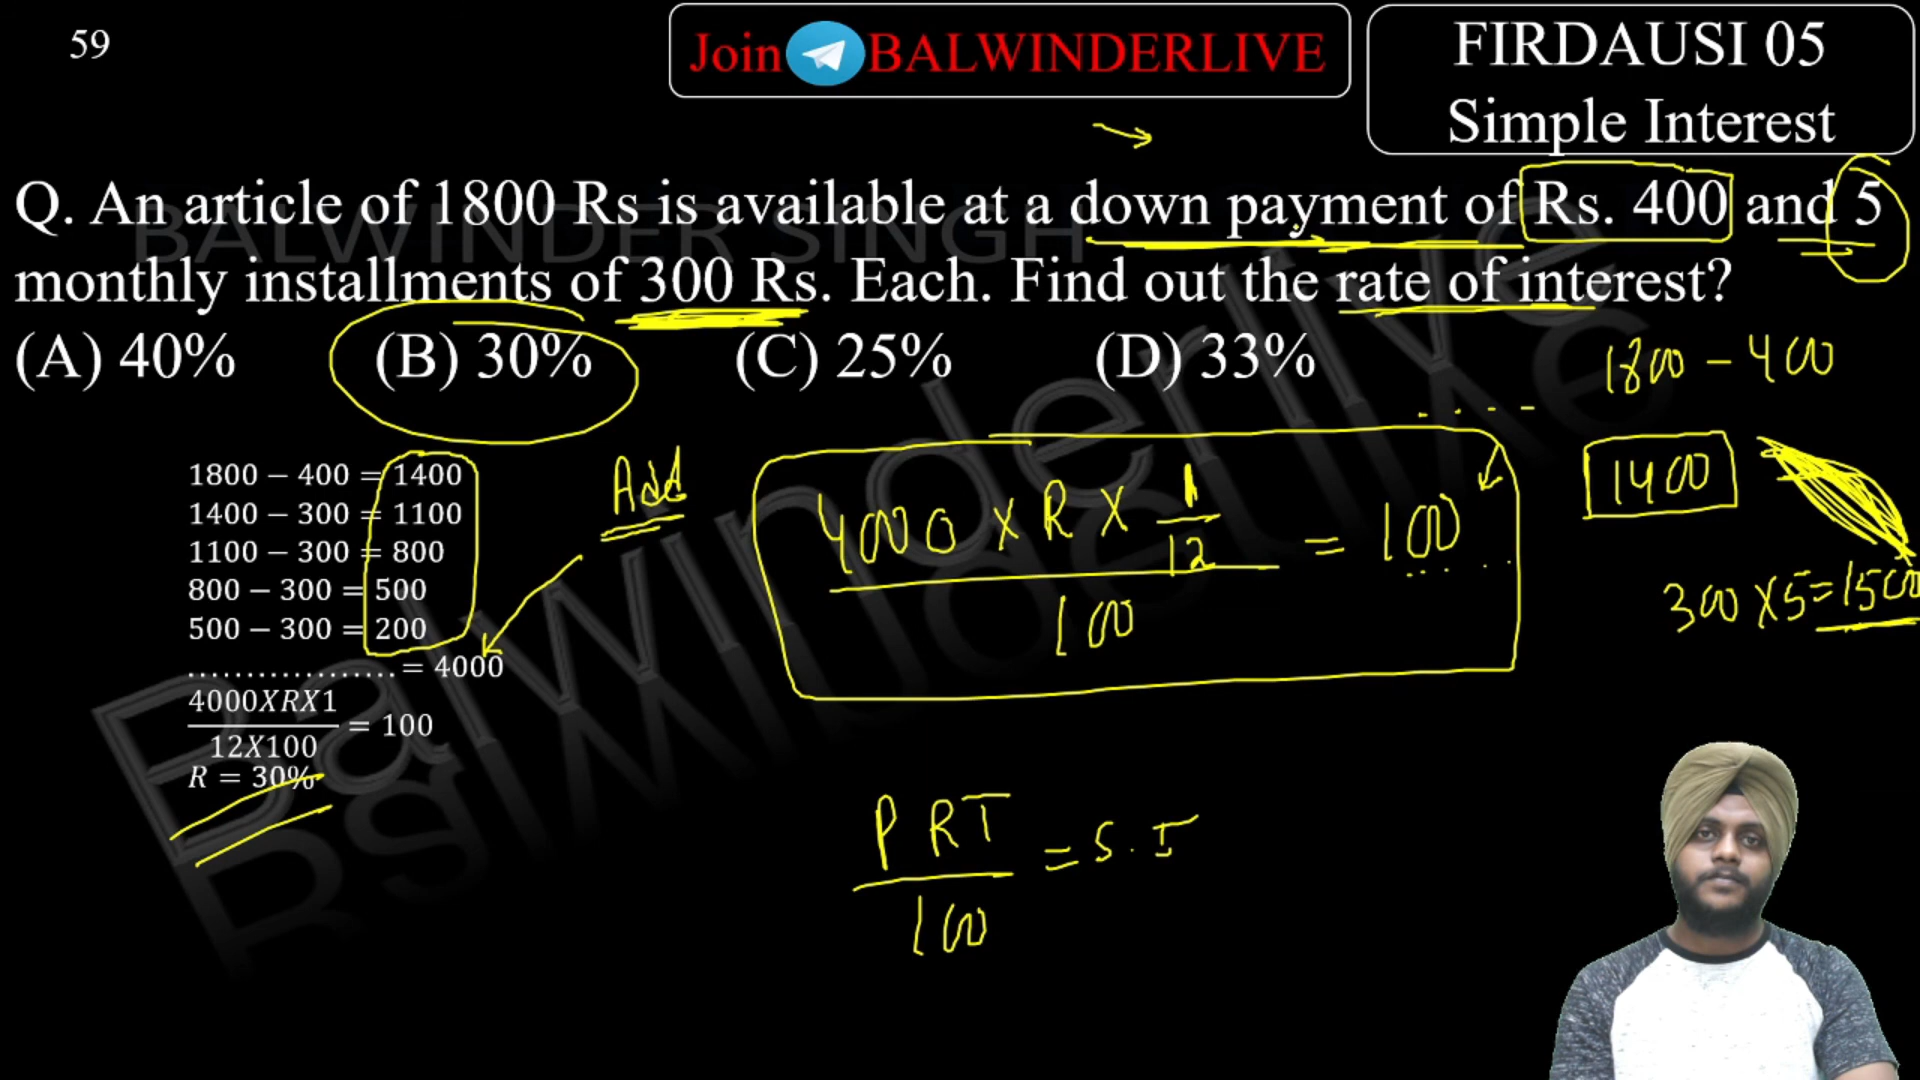 59
Join BALWINDERLIVE
FIRDAUSI 05
Simple Interest
BALWINDER SINGH
Q. An article of 1800 Rs is available at a down payment of Rs. 400 and 5
monthly installments of 300 Rs. Each. Find out the rate of interest?
(A) 40% (B) 30% (C) 25% (D) 33%
1800 - 400
1400
300 X 5 = 1500
1800 − 400 = 1400
1400 − 300 = 1100
1100 − 300 = 800
800 − 300 = 500
500 − 300 = 200
.................. = 4000
4000XRX1
12X100
= 100
R = 30%
Add
4000 X R X 1/12
100
= 100
PRT
100
= S.I
Balwinderlive